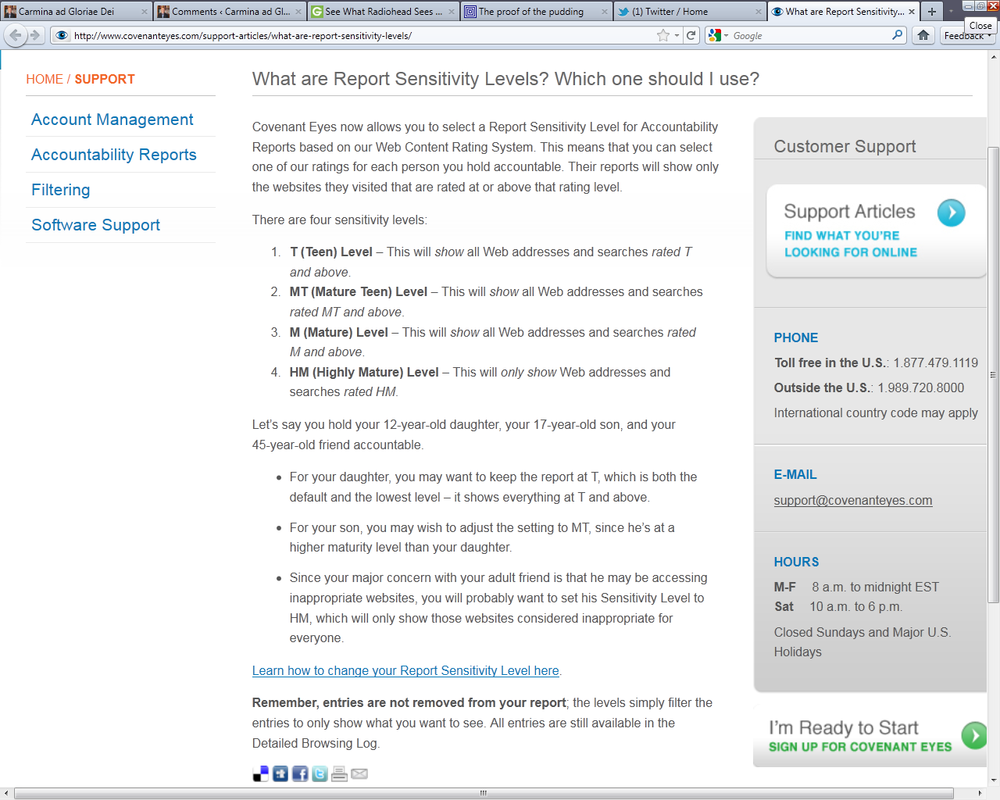 Carmina ad Gloriae Dei
Comments ‹ Carmina ad Gl...
See What Radiohead Sees ...
The proof of the pudding
(1) Twitter / Home
What are Report Sensitivity...
Close
http://www.covenanteyes.com/support-articles/what-are-report-sensitivity-levels/
Google
Feedback
HOME / SUPPORT
Account Management
Accountability Reports
Filtering
Software Support
What are Report Sensitivity Levels? Which one should I use?
Covenant Eyes now allows you to select a Report Sensitivity Level for Accountability
Reports based on our Web Content Rating System. This means that you can select
one of our ratings for each person you hold accountable. Their reports will show only
the websites they visited that are rated at or above that rating level.
There are four sensitivity levels:
1. T (Teen) Level – This will show all Web addresses and searches rated T
and above.
2. MT (Mature Teen) Level – This will show all Web addresses and searches
rated MT and above.
3. M (Mature) Level – This will show all Web addresses and searches rated
M and above.
4. HM (Highly Mature) Level – This will only show Web addresses and
searches rated HM.
Let’s say you hold your 12-year-old daughter, your 17-year-old son, and your
45-year-old friend accountable.
• For your daughter, you may want to keep the report at T, which is both the
default and the lowest level – it shows everything at T and above.
• For your son, you may wish to adjust the setting to MT, since he’s at a
higher maturity level than your daughter.
• Since your major concern with your adult friend is that he may be accessing
inappropriate websites, you will probably want to set his Sensitivity Level to
HM, which will only show those websites considered inappropriate for
everyone.
Learn how to change your Report Sensitivity Level here.
Remember, entries are not removed from your report; the levels simply filter the
entries to only show what you want to see. All entries are still available in the
Detailed Browsing Log.
Customer Support
Support Articles
FIND WHAT YOU'RE
LOOKING FOR ONLINE
PHONE
Toll free in the U.S.: 1.877.479.1119
Outside the U.S.: 1.989.720.8000
International country code may apply
E-MAIL
support@covenanteyes.com
HOURS
M-F 8 a.m. to midnight EST
Sat 10 a.m. to 6 p.m.
Closed Sundays and Major U.S.
Holidays
I'm Ready to Start
SIGN UP FOR COVENANT EYES